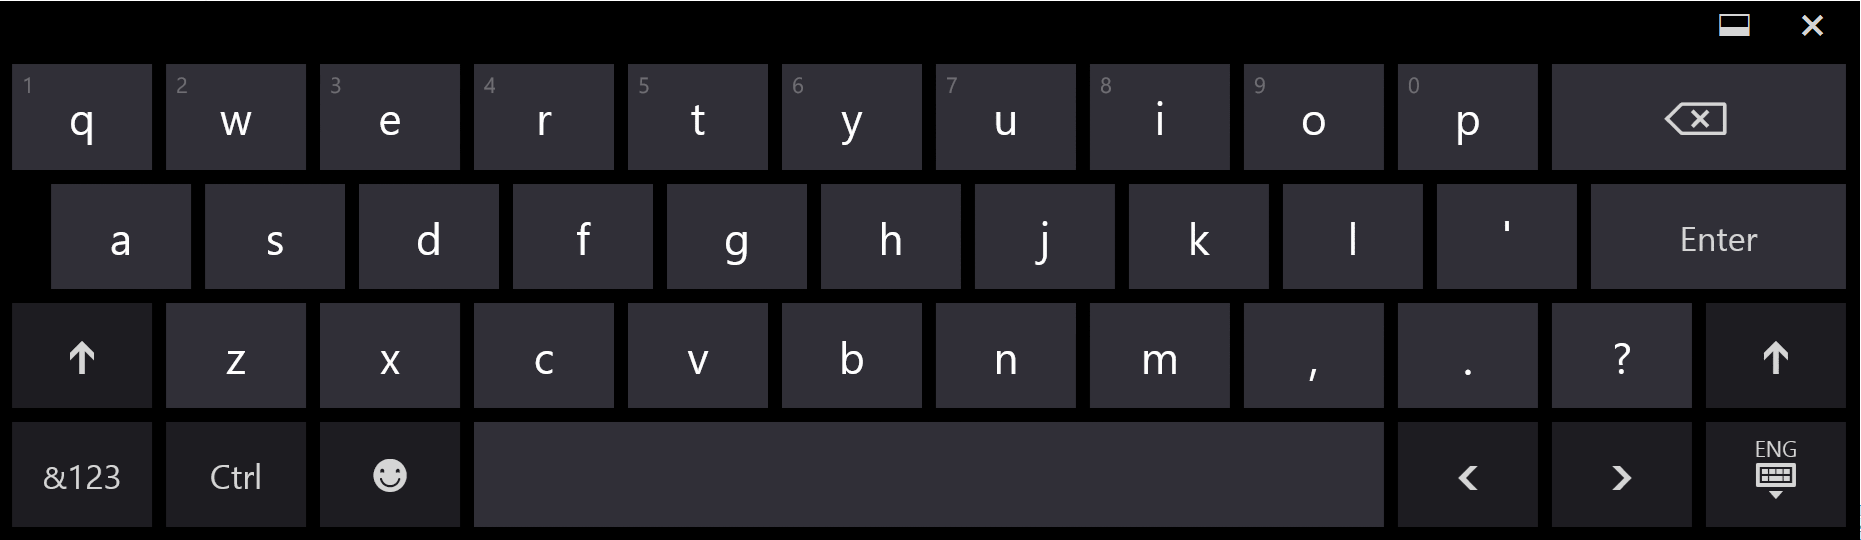 1 2 3 4 5 6 7 8 9 0
q w e r t y u i o p
a s d f g h j k l ' Enter
z x c v b n m , . ?
&123 Ctrl < > ENG